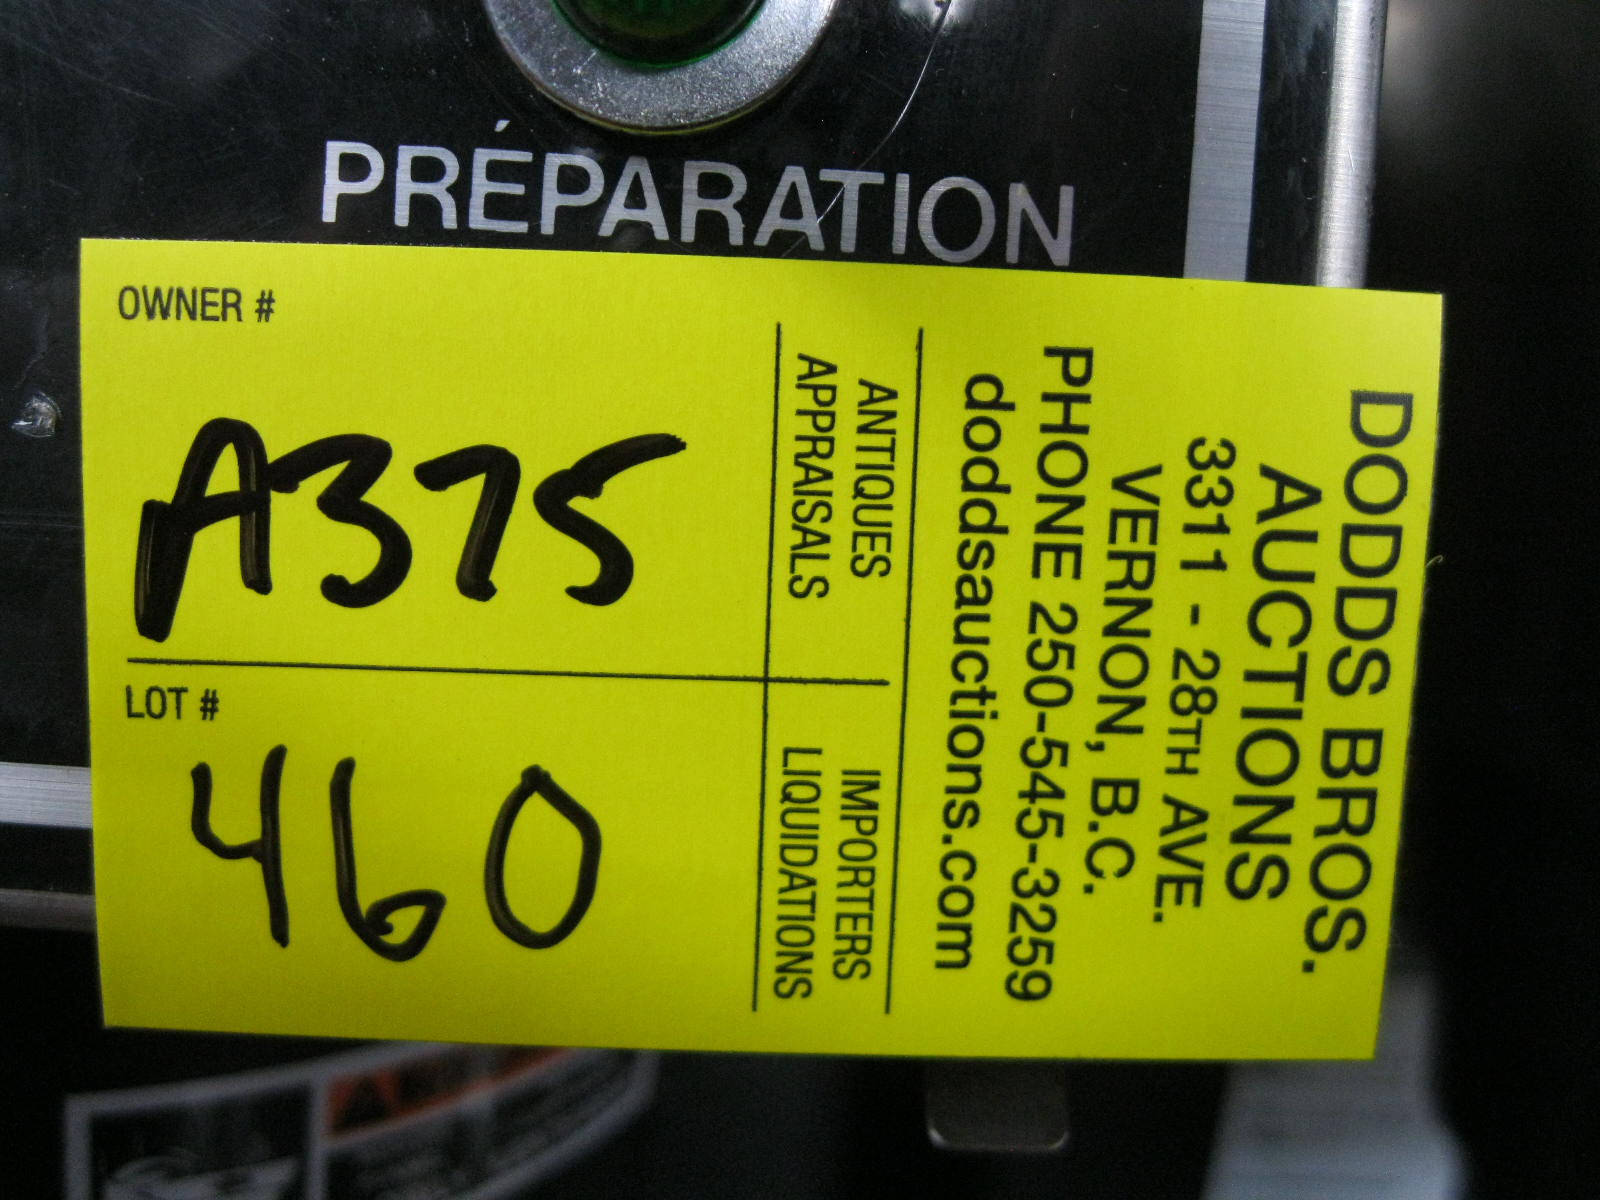 PRÉPARATION
OWNER #
A375
LOT #
460
ANTIQUES
APPRAISALS
IMPORTERS
LIQUIDATIONS
DODDS BROS.
AUCTIONS
3311 - 28TH AVE.
VERNON, B.C.
PHONE 250-545-3259
doddsauctions.com